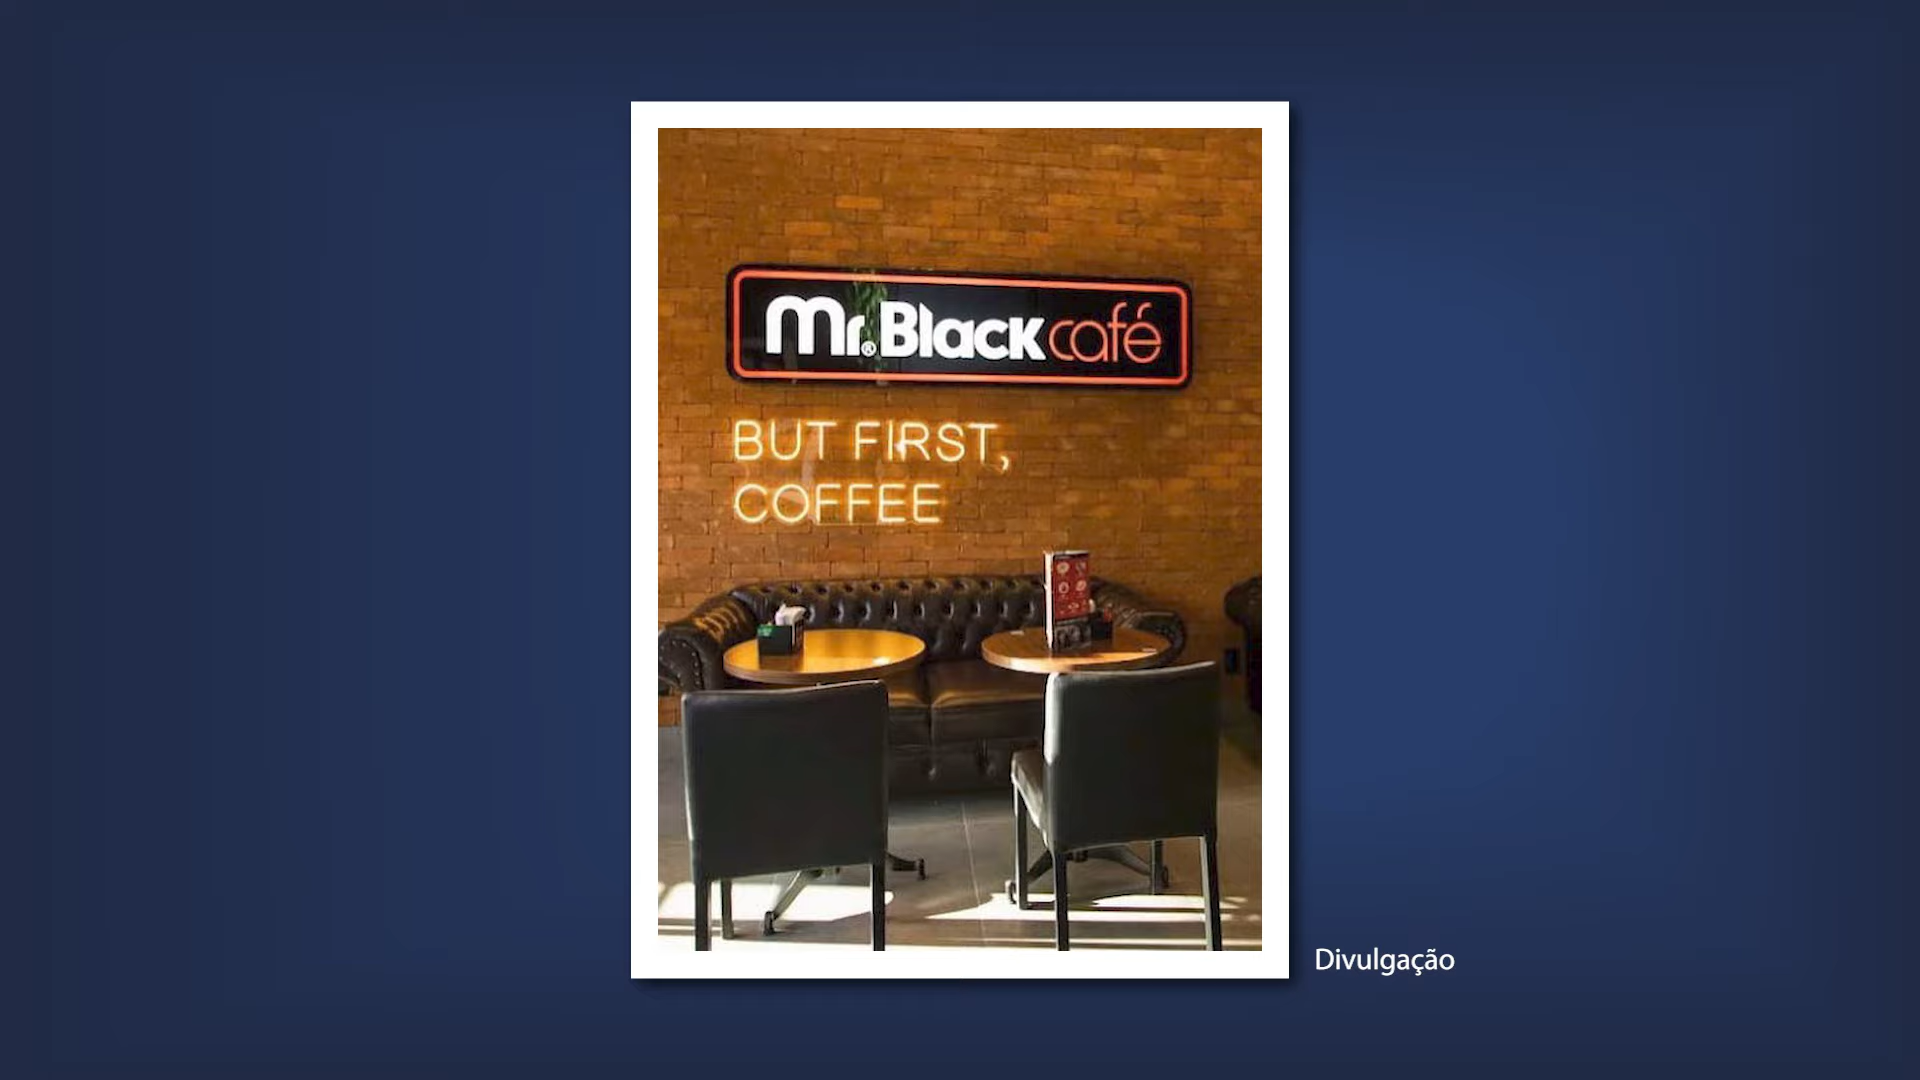 Mr.® Black café
BUT FIRST,
COFFEE
Divulgação